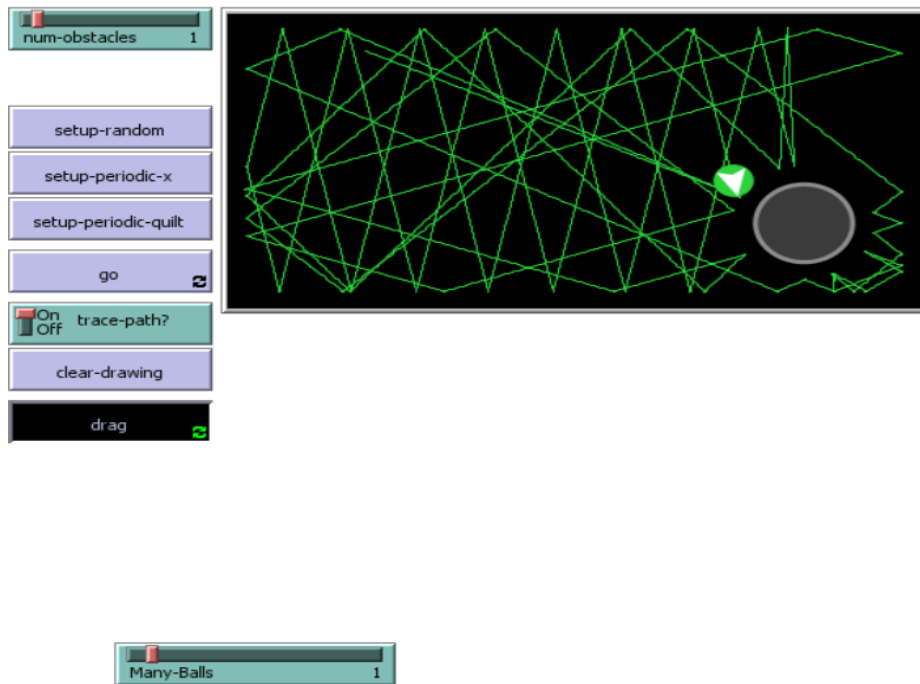 num-obstacles 1
setup-random
setup-periodic-x
setup-periodic-quilt
go
On
Off
trace-path?
clear-drawing
drag
Many-Balls 1